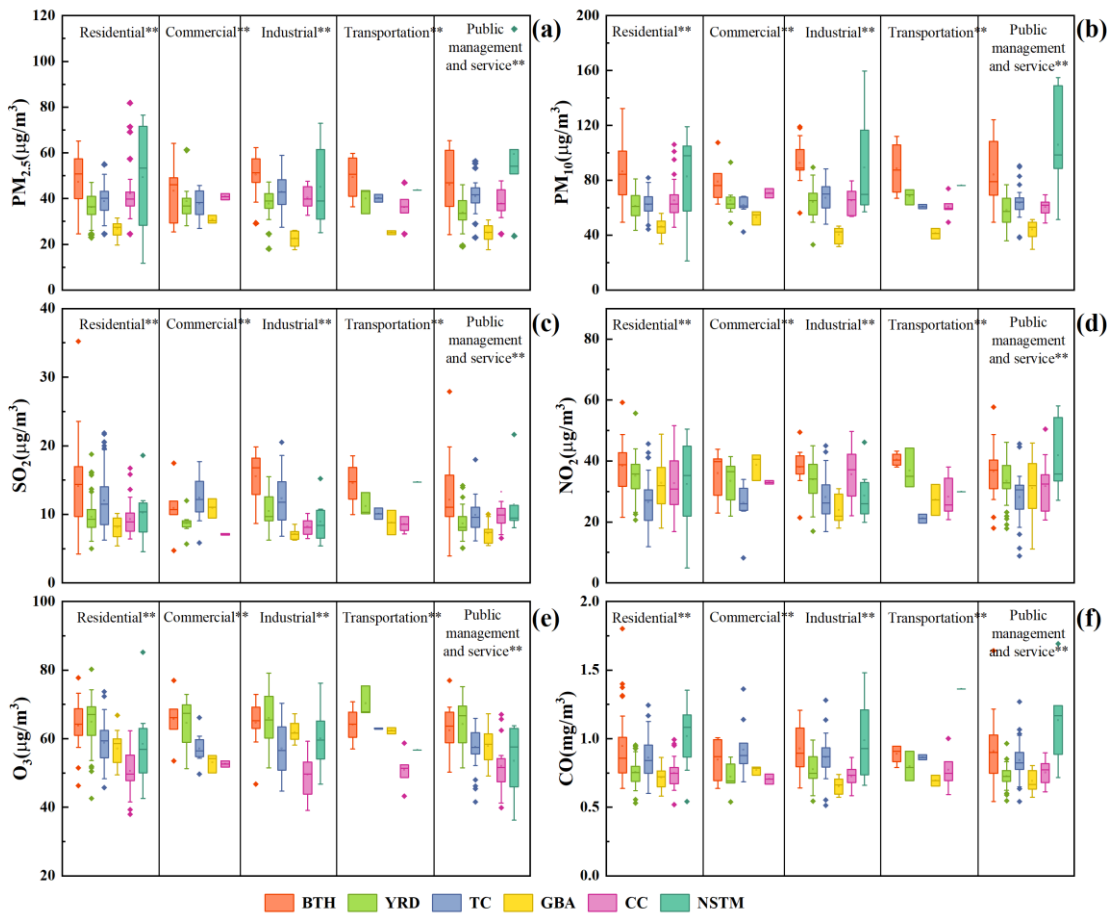 120
100
80
60
40
20
0
PM2.5(μg/m3)
Residential**
Commercial**
Industrial**
Transportation**
Public
management
and service**
(a)
200
160
120
80
40
0
PM10(μg/m3)
Residential**
Commercial**
Industrial**
Transportation**
Public
management
and service**
(b)
40
30
20
10
0
SO2(μg/m3)
Residential**
Commercial**
Industrial**
Transportation**
Public
management
and service**
(c)
80
60
40
20
0
NO2(μg/m3)
Residential**
Commercial**
Industrial**
Transportation**
Public
management
and service**
(d)
100
80
60
40
20
O3(μg/m3)
Residential**
Commercial**
Industrial**
Transportation**
Public
management
and service**
(e)
2.0
1.5
1.0
0.5
0.0
CO(mg/m3)
Residential**
Commercial**
Industrial**
Transportation**
Public
management
and service**
(f)
BTH YRD TC GBA CC NSTM